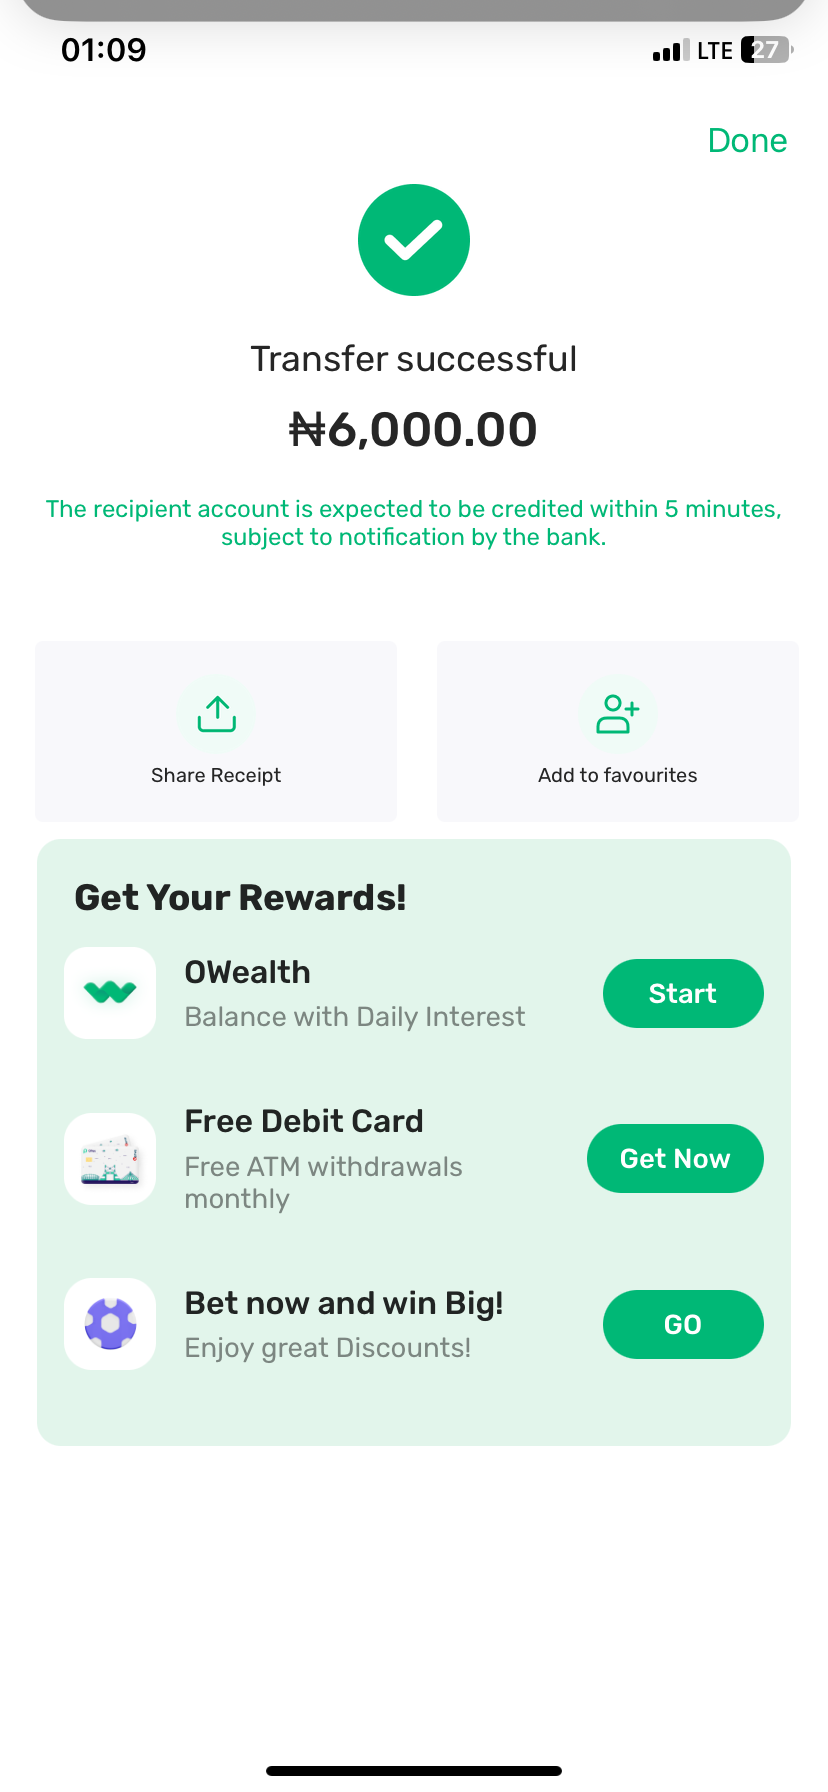 01:09
LTE 27
Done
Transfer successful
₦6,000.00
The recipient account is expected to be credited within 5 minutes,
subject to notification by the bank.
Share Receipt
Add to favourites
Get Your Rewards!
OWealth
Balance with Daily Interest
Start
Free Debit Card
Free ATM withdrawals
monthly
Get Now
Bet now and win Big!
Enjoy great Discounts!
GO